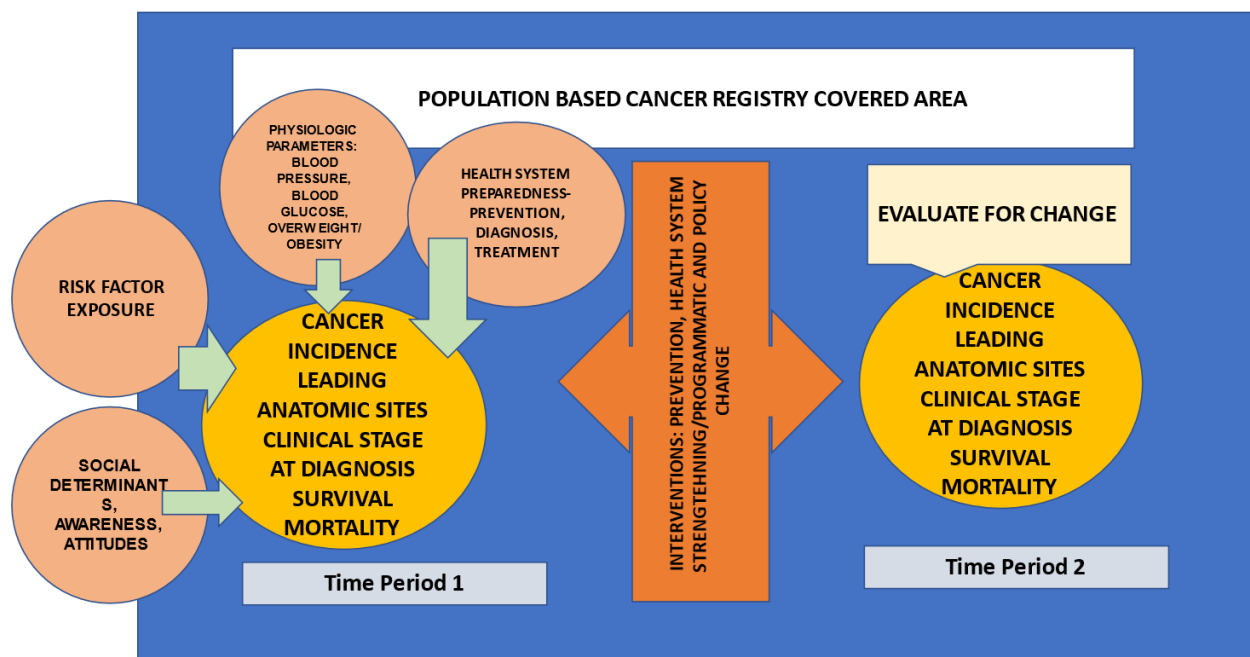 POPULATION BASED CANCER REGISTRY COVERED AREA
PHYSIOLOGIC
PARAMETERS:
BLOOD
PRESSURE,
BLOOD
GLUCOSE,
OVERWEIGHT/
OBESITY
HEALTH SYSTEM
PREPAREDNESS-
PREVENTION,
DIAGNOSIS,
TREATMENT
RISK FACTOR
EXPOSURE
SOCIAL
DETERMINANT
S,
AWARENESS,
ATTITUDES
CANCER
INCIDENCE
LEADING
ANATOMIC SITES
CLINICAL STAGE
AT DIAGNOSIS
SURVIVAL
MORTALITY
Time Period 1
INTERVENTIONS: PREVENTION, HEALTH SYSTEM
STRENGTEHNING/PROGRAMMATIC AND POLICY
CHANGE
EVALUATE FOR CHANGE
CANCER
INCIDENCE
LEADING
ANATOMIC SITES
CLINICAL STAGE
AT DIAGNOSIS
SURVIVAL
MORTALITY
Time Period 2